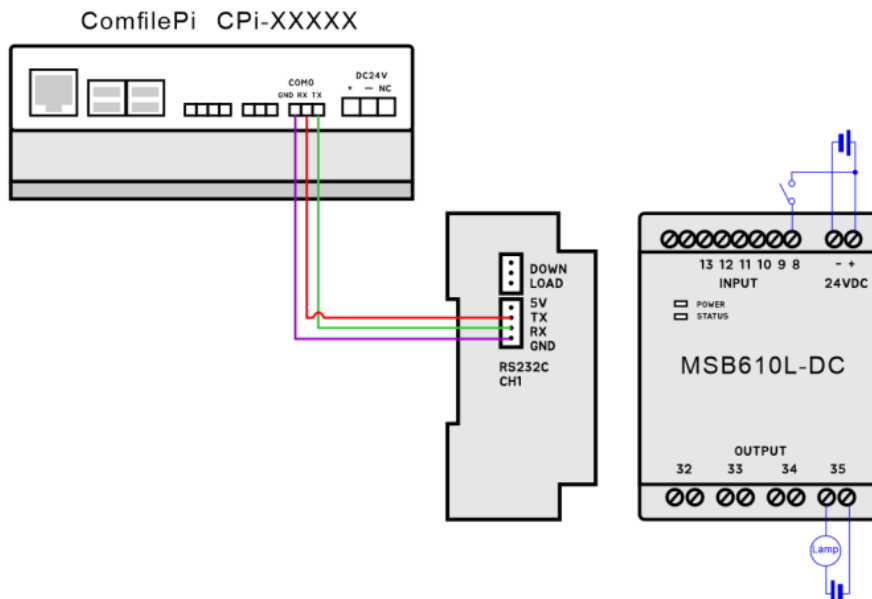 ComfilePi CPi-XXXXX
COM0
GND RX TX
DC24V
+ — NC
DOWN
LOAD
5V
TX
RX
GND
RS232C
CH1
13 12 11 10 9 8
- +
INPUT
24VDC
POWER
STATUS
MSB610L-DC
OUTPUT
32 33 34 35
Lamp